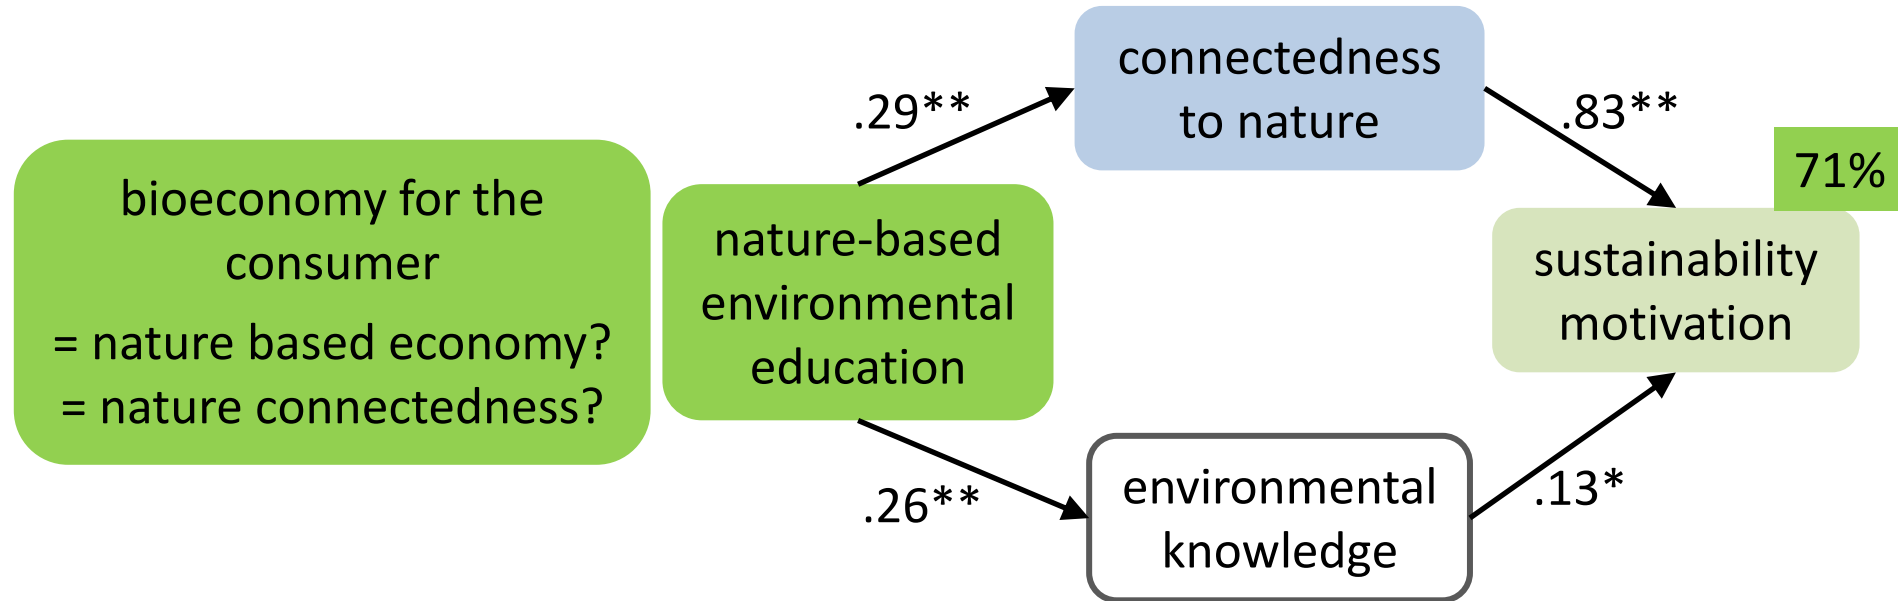 bioeconomy for the
consumer
= nature based economy?
= nature connectedness?
nature-based
environmental
education
.29**
.26**
connectedness
to nature
environmental
knowledge
.83**
.13*
71%
sustainability
motivation